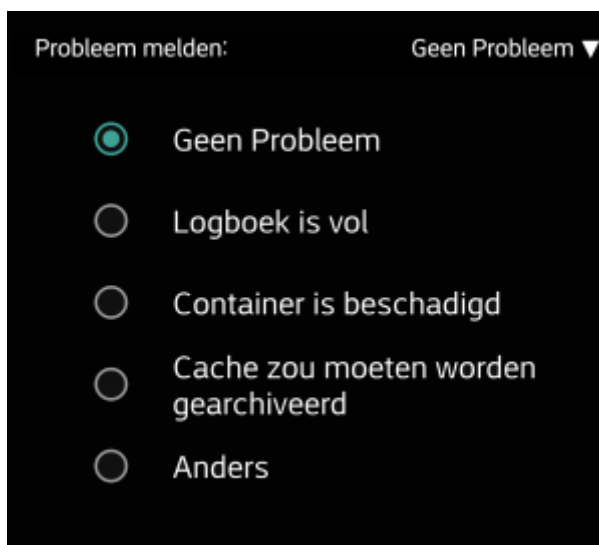 Probleem melden: Geen Probleem ▼
Geen Probleem
Logboek is vol
Container is beschadigd
Cache zou moeten worden
gearchiveerd
Anders